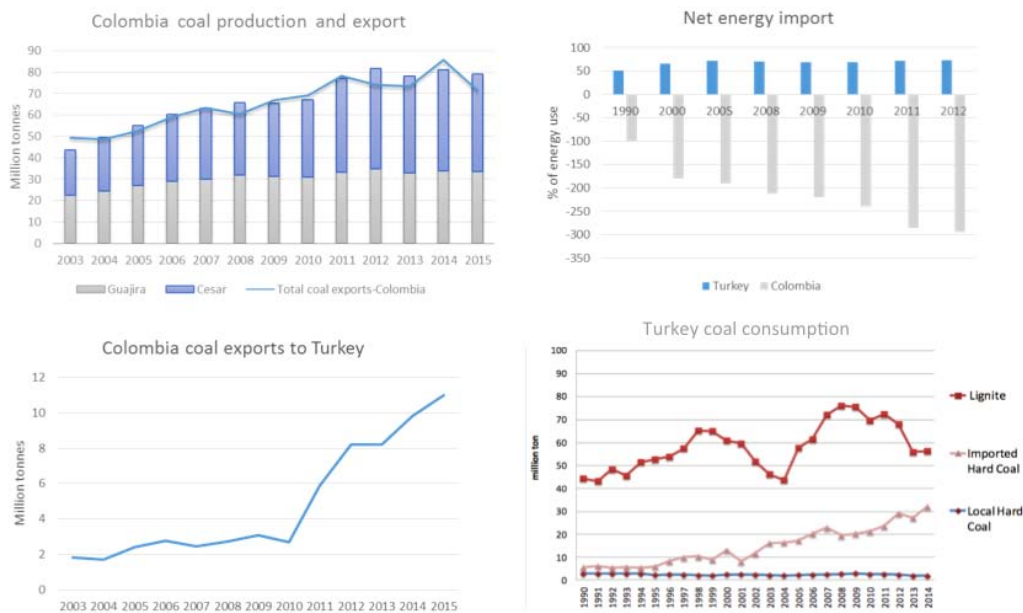 Colombia coal production and export
90
80
70
60
50
40
30
20
10
0
Million tonnes
2003 2004 2005 2006 2007 2008 2009 2010 2011 2012 2013 2014 2015
Guajira Cesar Total coal exports-Colombia
Net energy import
100
50
0
-50
-100
-150
-200
-250
-300
-350
% of energy use
1990 2000 2005 2008 2009 2010 2011 2012
Turkey Colombia
Colombia coal exports to Turkey
12
10
8
6
4
2
0
Million tonnes
2003 2004 2005 2006 2007 2008 2009 2010 2011 2012 2013 2014 2015
Turkey coal consumption
100
90
80
70
60
50
40
30
20
10
0
million ton
1990 1991 1992 1993 1994 1995 1996 1997 1998 1999 2000 2001 2002 2003 2004 2005 2006 2007 2008 2009 2010 2011 2012 2013 2014
Lignite
Imported
Hard Coal
Local Hard
Coal